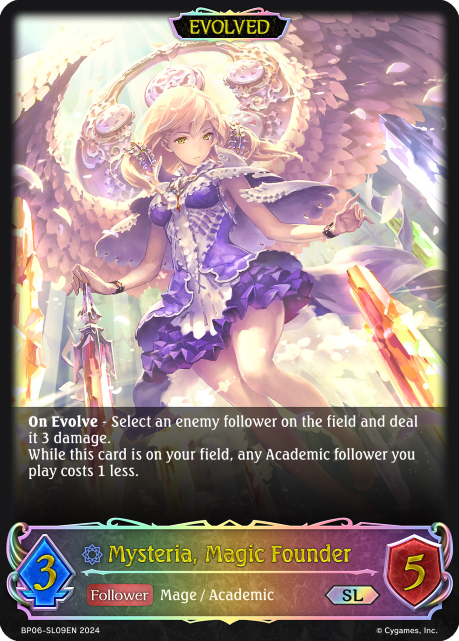 EVOLVED
On Evolve - Select an enemy follower on the field and deal
it 3 damage.
While this card is on your field, any Academic follower you
play costs 1 less.
Mysteria, Magic Founder
3
5
Follower Mage / Academic SL
BP06-SL09EN 2024 © Cygames, Inc.